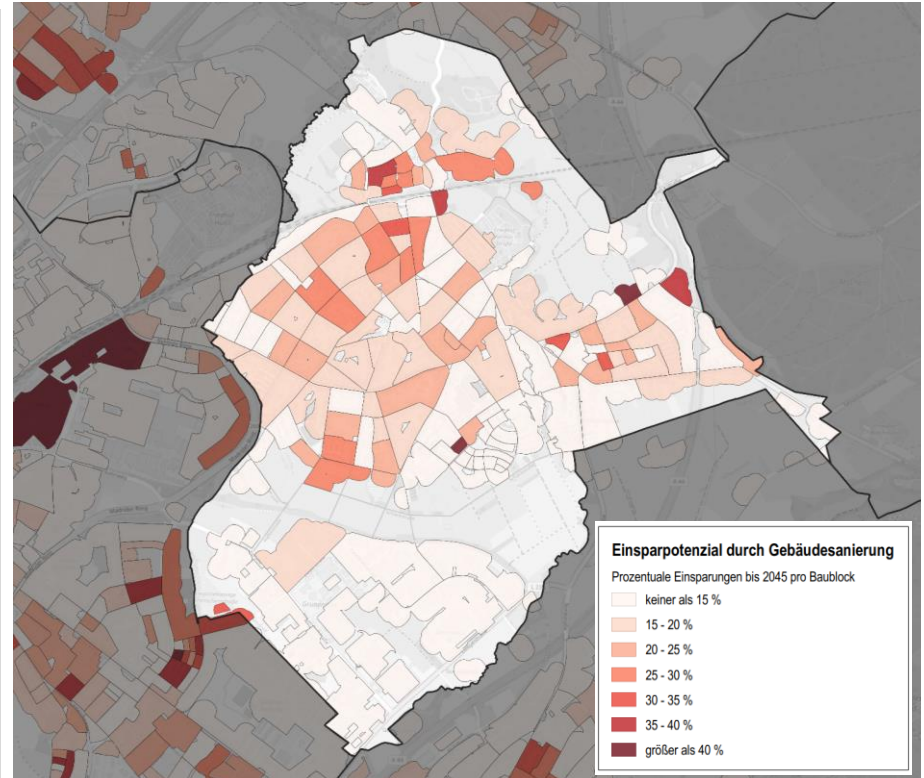 Einsparpotenzial durch Gebäudesanierung
Prozentuale Einsparungen bis 2045 pro Baublock
keiner als 15 %
15 - 20 %
20 - 25 %
25 - 30 %
30 - 35 %
35 - 40 %
größer als 40 %